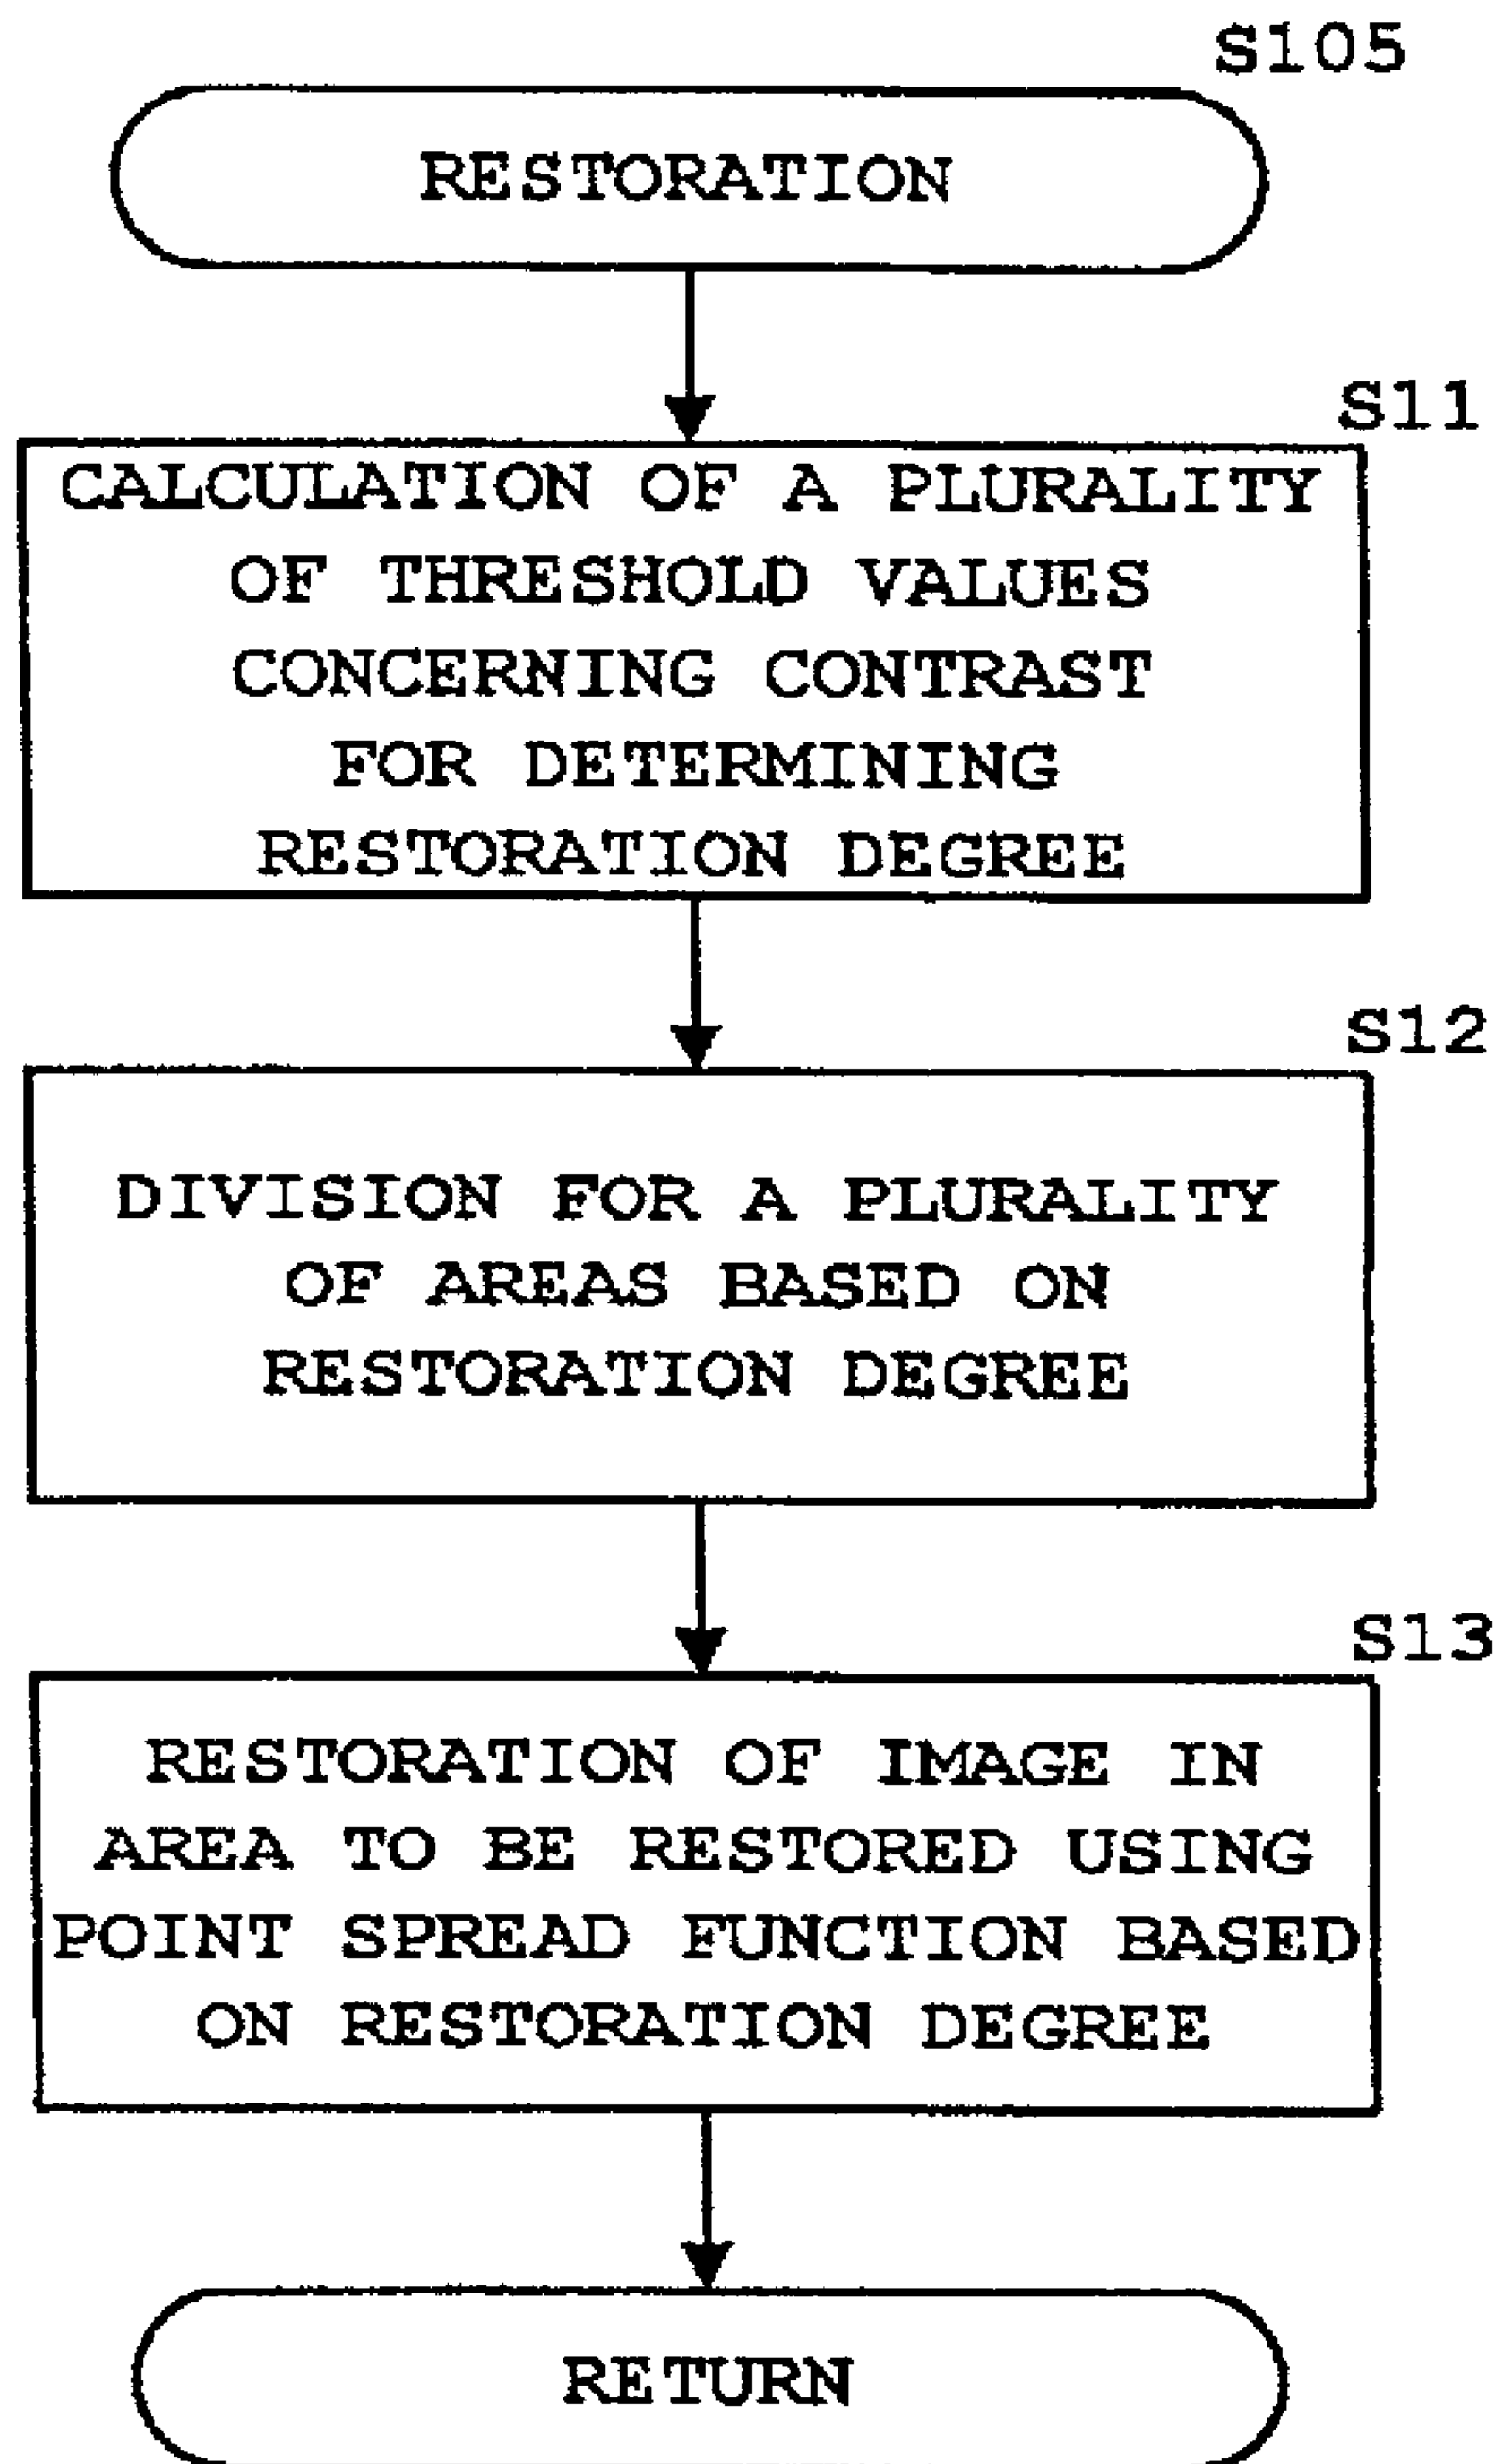 S105
RESTORATION
S11
CALCULATION OF A PLURALITY
OF THRESHOLD VALUES
CONCERNING CONTRAST
FOR DETERMINING
RESTORATION DEGREE
S12
DIVISION FOR A PLURALITY
OF AREAS BASED ON
RESTORATION DEGREE
S13
RESTORATION OF IMAGE IN
AREA TO BE RESTORED USING
POINT SPREAD FUNCTION BASED
ON RESTORATION DEGREE
RETURN